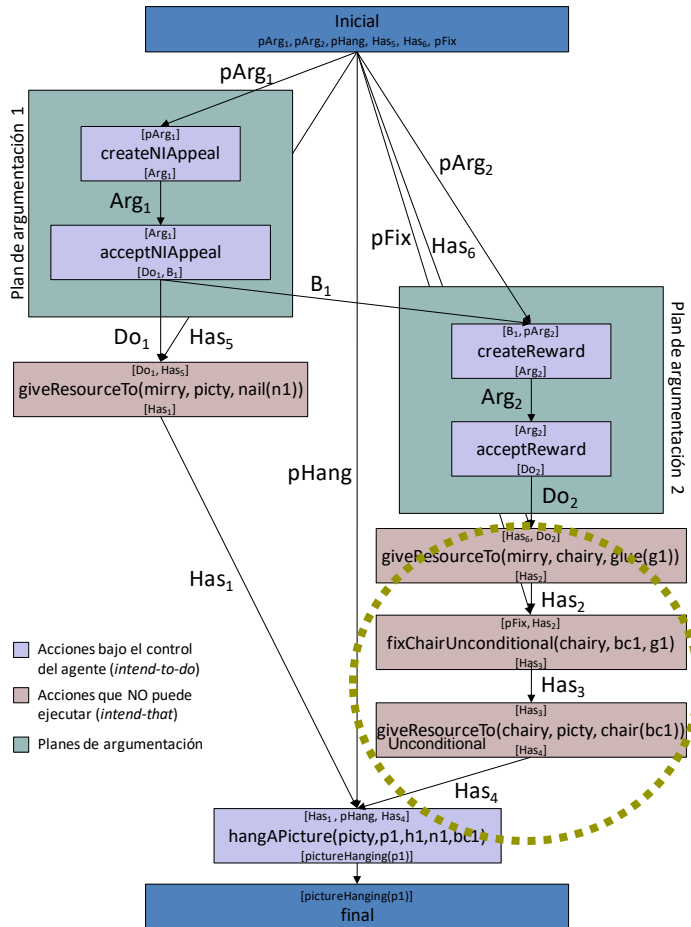 Inicial
pArg₁, pArg₂, pHang, Has₅, Has₆, pFix
pArg₁
Plan de argumentación 1
[pArg₁]
createNIAppeal
[Arg₁]
Arg₁
[Arg₁]
acceptNIAppeal
[Do₁, B₁]
pArg₂
pFix
Has₆
B₁
Do₁
Has₅
[Do₁, Has₅]
giveResourceTo(mirry, picty, nail(n1))
[Has₁]
Plan de argumentación 2
[B₁, pArg₂]
createReward
[Arg₂]
Arg₂
[Arg₂]
acceptReward
[Do₂]
pHang
Do₂
[Has₆, Do₂]
giveResourceTo(mirry, chairy, glue(g1))
[Has₂]
Has₁
Has₂
[pFix, Has₂]
fixChairUnconditional(chairy, bc1, g1)
[Has₃]
Has₃
[Has₃]
giveResourceTo(chairy, picty, chair(bc1))
Unconditional
[Has₄]
Acciones bajo el control
del agente (intend-to-do)
Acciones que NO puede
ejecutar (intend-that)
Planes de argumentación
Has₄
[Has₁, pHang, Has₄]
hangAPicture(picty,p1,h1,n1,bc1)
[pictureHanging(p1)]
[pictureHanging(p1)]
final